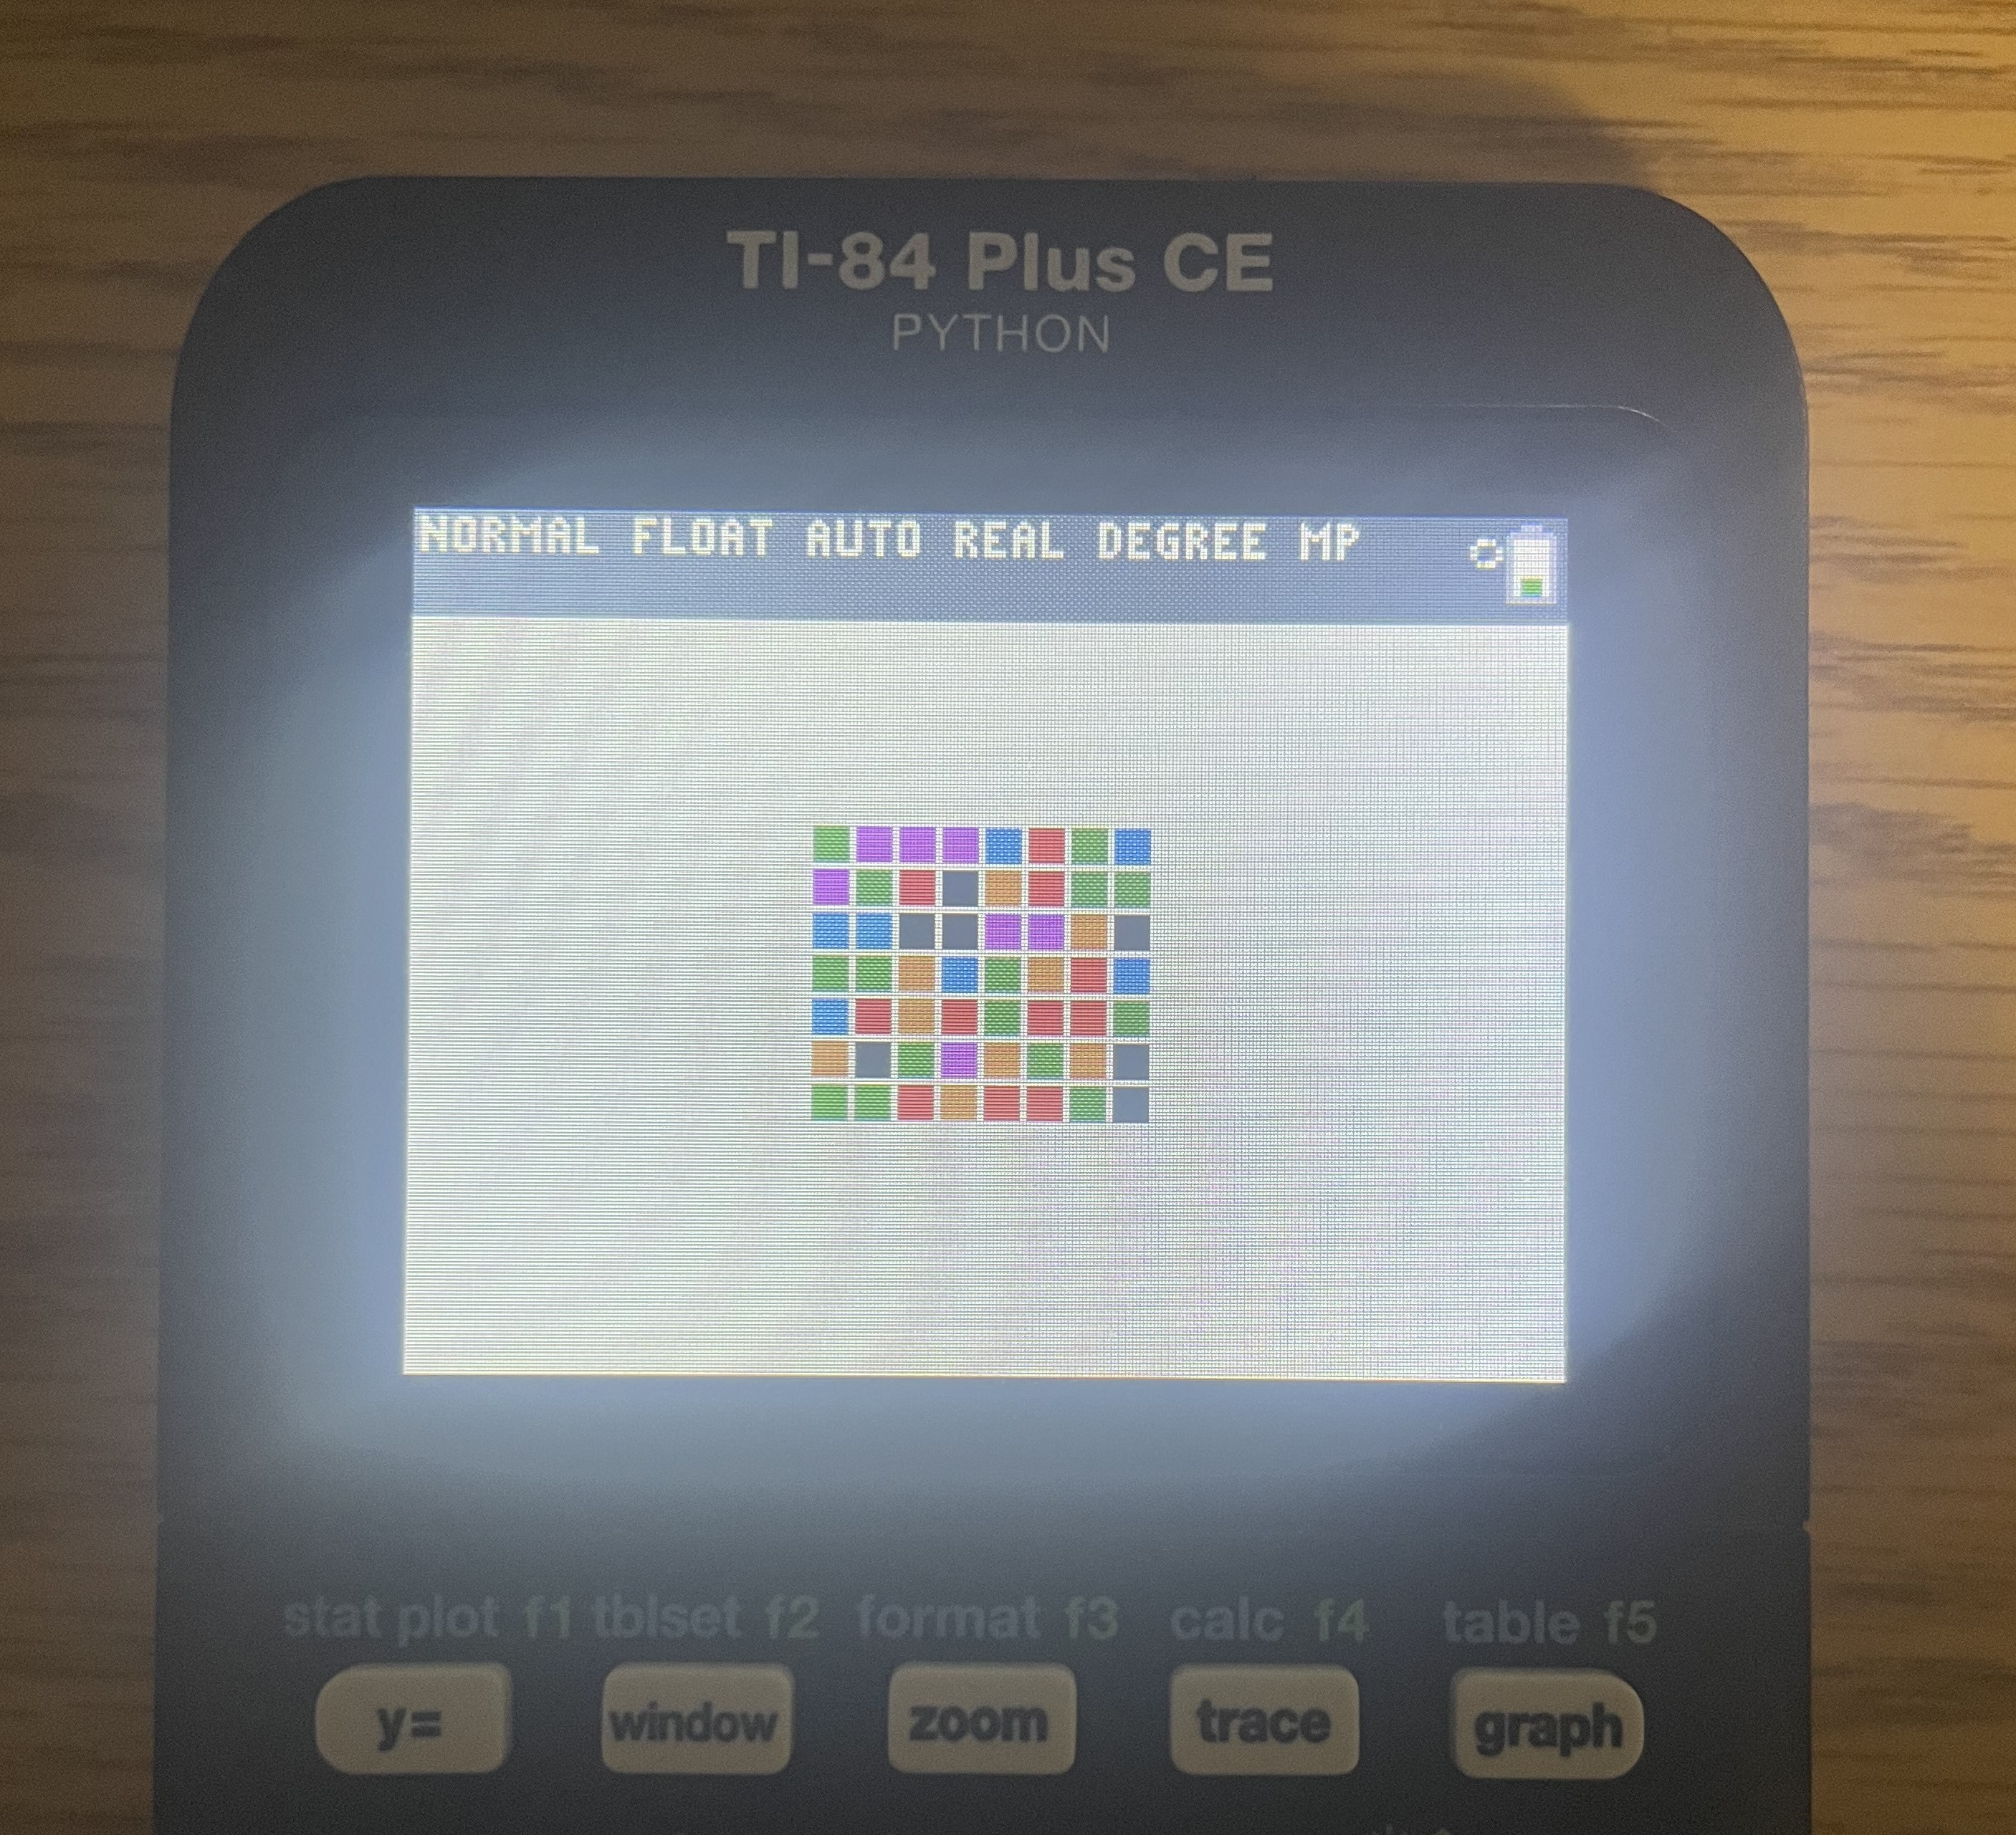 TI-84 Plus CE
PYTHON
NORMAL FLOAT AUTO REAL DEGREE MP
stat plot f1 tblset f2 format f3 calc f4 table f5
y= window zoom trace graph